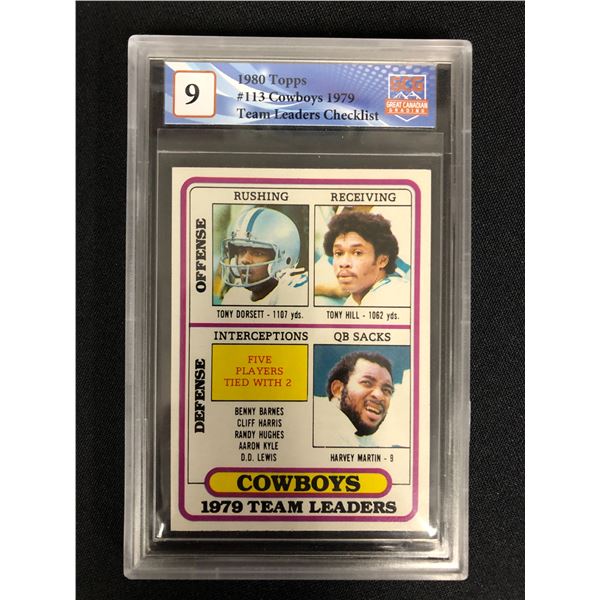 9
1980 Topps
#113 Cowboys 1979
Team Leaders Checklist
GCG
GREAT CANADIAN
GRADING
OFFENSE
RUSHING
TONY DORSETT - 1107 yds.
RECEIVING
TONY HILL - 1062 yds.
DEFENSE
INTERCEPTIONS
FIVE
PLAYERS
TIED WITH 2
BENNY BARNES
CLIFF HARRIS
RANDY HUGHES
AARON KYLE
D.D. LEWIS
QB SACKS
HARVEY MARTIN - 9
COWBOYS
1979 TEAM LEADERS